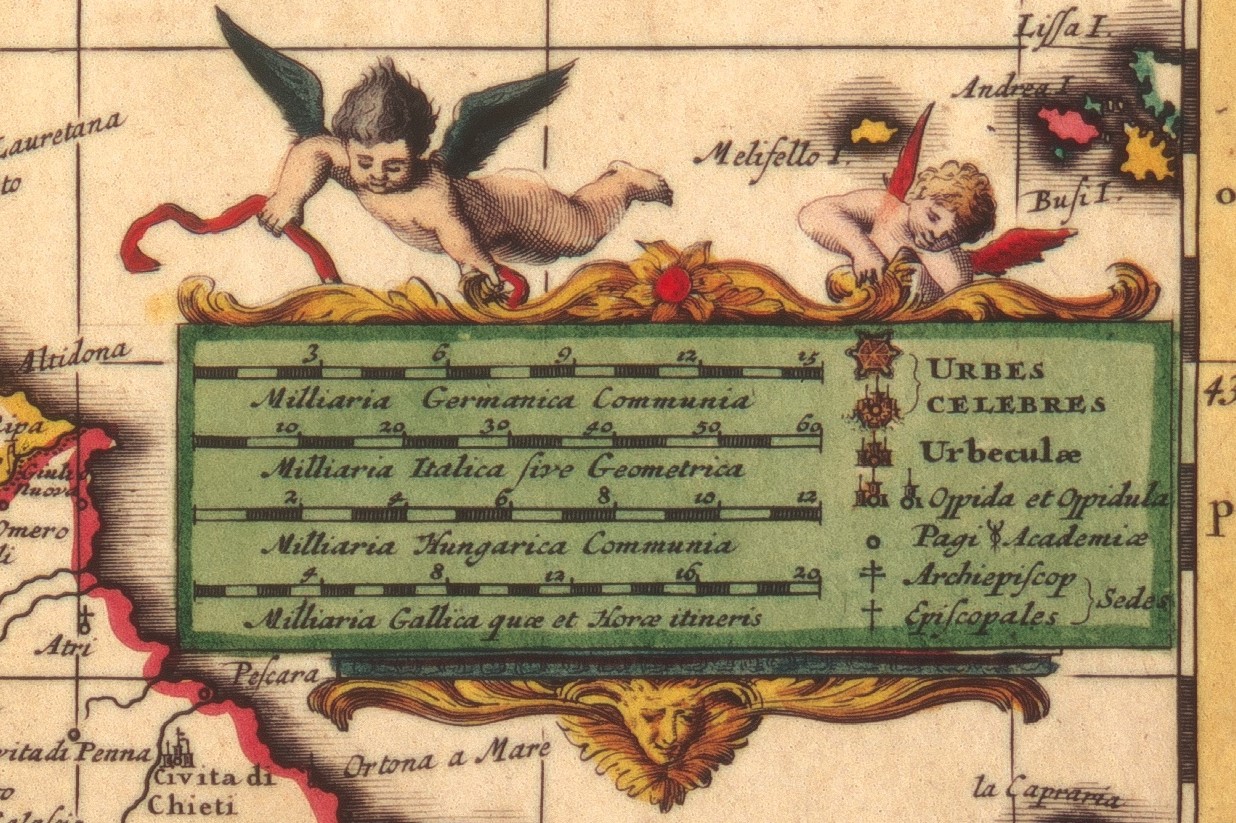 Lissa I.
Andrea I.
Melisello I.
Busi I.
Lauretana
to
Altidona
Ripa
Giulia
nuova
Omero
di
Atri
Pescara
Civita di Penna
Civita di
Chieti
Ortona a Mare
la Capraria
43
P
3 6 9 12 15
Milliaria Germanica Communia
10 20 30 40 50 60
Milliaria Italica sive Geometrica
2 4 6 8 10 12
Milliaria Hungarica Communia
4 8 12 16 20
Milliaria Gallica quæ et Horæ itineris
URBES
CELEBRES
Urbeculæ
Oppida et Oppidula
Pagi Academiæ
Archiepiscop
Episcopales
Sedes